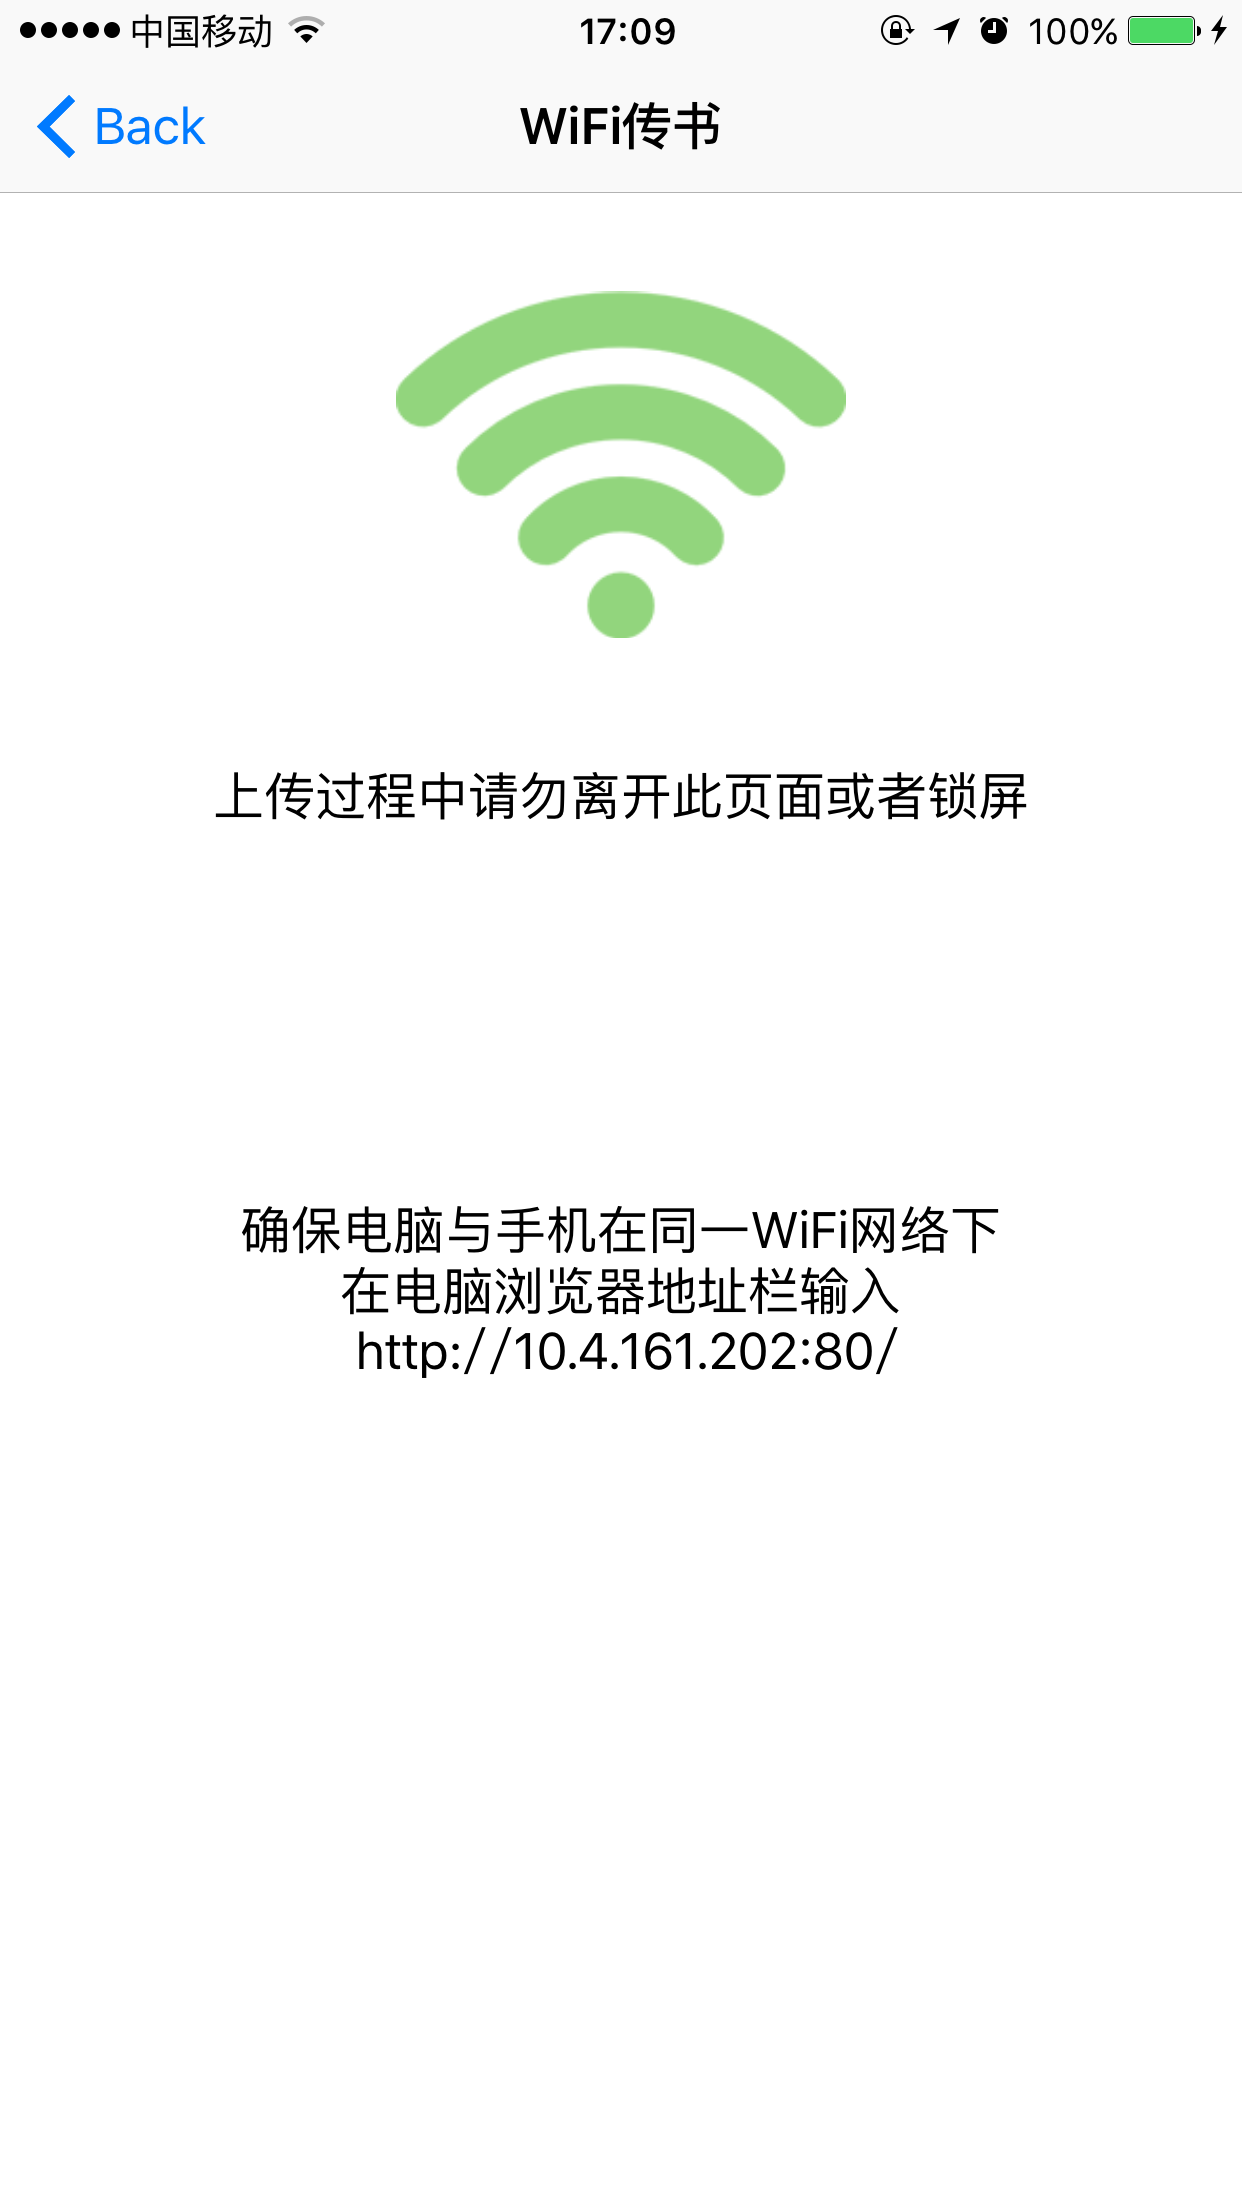 中国移动
17:09
100%
Back
WiFi传书
上传过程中请勿离开此页面或者锁屏
确保电脑与手机在同一WiFi网络下
在电脑浏览器地址栏输入
http://10.4.161.202:80/